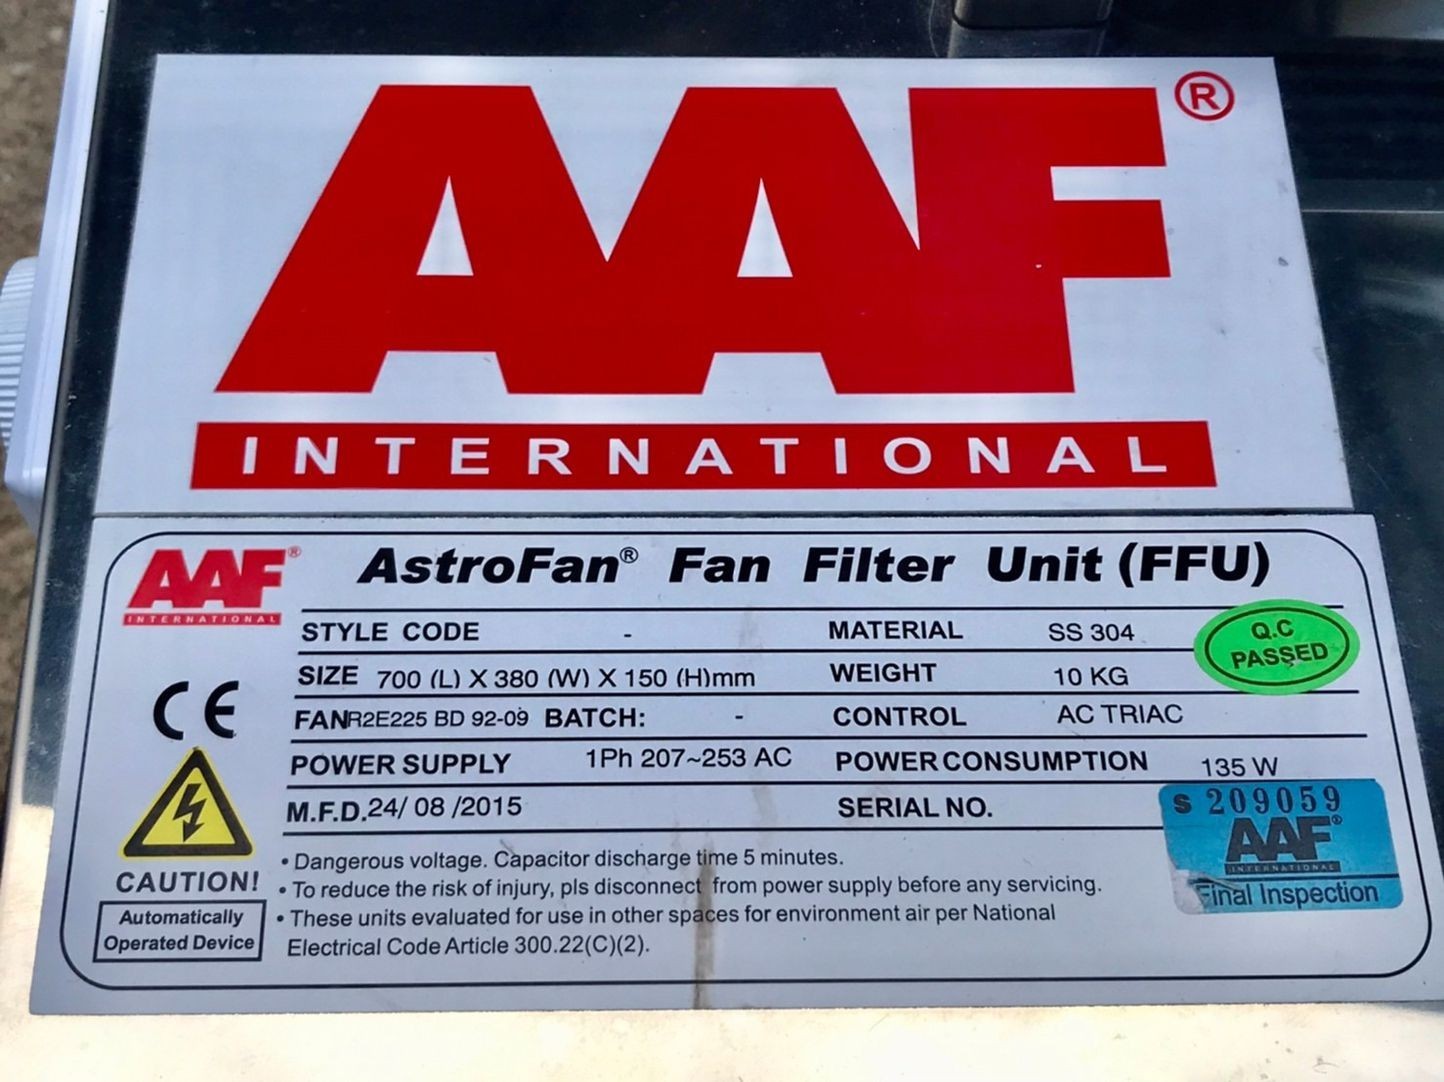 AAF®
INTERNATIONAL
AAF®
INTERNATIONAL
AstroFan® Fan Filter Unit (FFU)
STYLE CODE - MATERIAL SS 304
SIZE 700 (L) X 380 (W) X 150 (H)mm WEIGHT 10 KG
FAN R2E225 BD 92-09 BATCH: - CONTROL AC TRIAC
POWER SUPPLY 1Ph 207~253 AC POWER CONSUMPTION 135 W
M.F.D. 24/ 08 /2015 SERIAL NO.
Q.C
PASSED
S 209059
AAF®
INTERNATIONAL
Final Inspection
CE
CAUTION!
Automatically
Operated Device
• Dangerous voltage. Capacitor discharge time 5 minutes.
• To reduce the risk of injury, pls disconnect from power supply before any servicing.
• These units evaluated for use in other spaces for environment air per National
Electrical Code Article 300.22(C)(2).